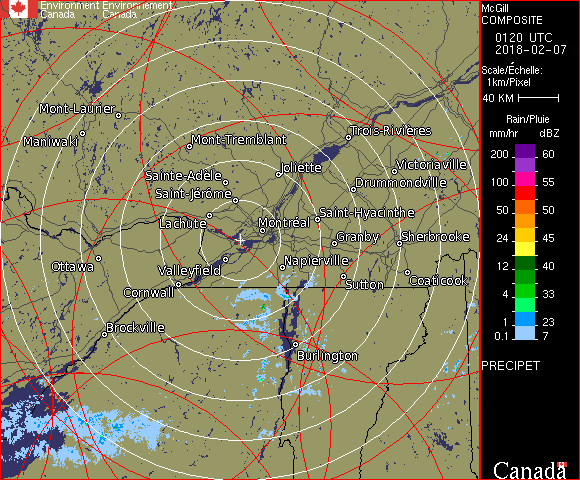 Environment Environnement
Canada Canada
McGill
COMPOSITE
0120 UTC
2018-02-07
Scale/Échelle:
1km/Pixel
40 KM
Rain/Pluie
mm/hr dBZ
200 60
150 57
100 55
50 50
24 45
12 40
4 33
1 23
0.1 7
PRECIPET
Canada
Mont-Laurier
Maniwaki
Mont-Tremblant
Trois-Rivières
Joliette
Victoriaville
Sainte-Adèle
Drummondville
Saint-Jérôme
Saint-Hyacinthe
Lachute
Montréal
Granby
Sherbrooke
Ottawa
Valleyfield
Napierville
Sutton
Coaticook
Cornwall
Brockville
Burlington